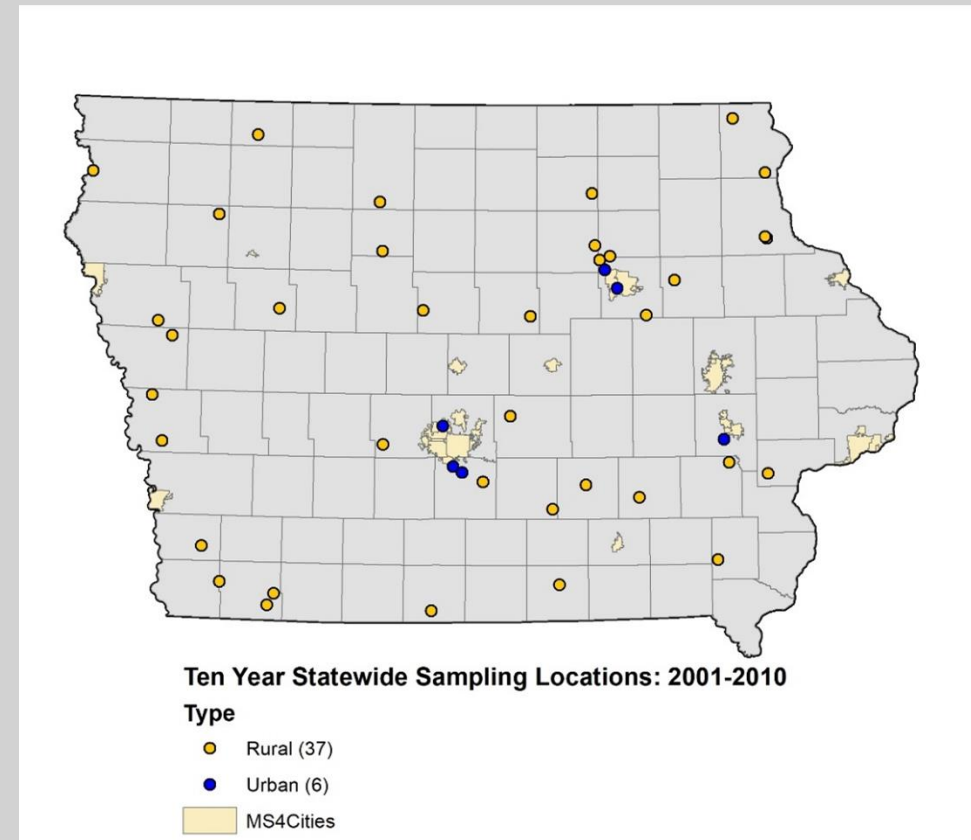 Ten Year Statewide Sampling Locations: 2001-2010
Type
Rural (37)
Urban (6)
MS4Cities